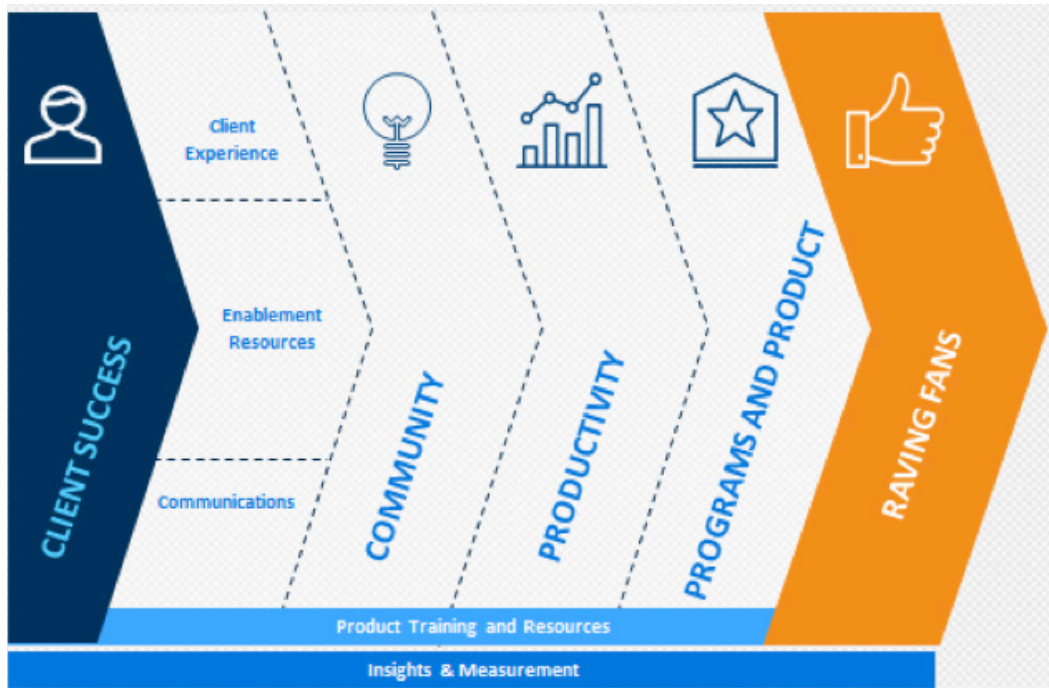 CLIENT SUCCESS
Client
Experience
Enablement
Resources
Communications
COMMUNITY
PRODUCTIVITY
PROGRAMS AND PRODUCT
RAVING FANS
Product Training and Resources
Insights & Measurement